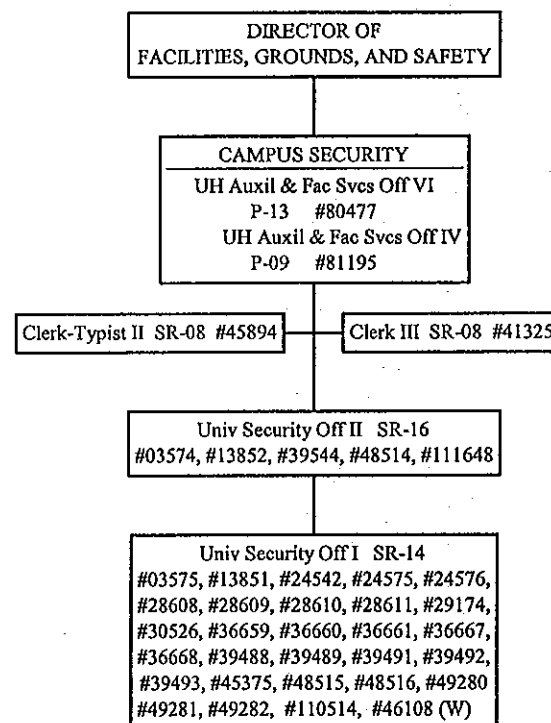 DIRECTOR OF
FACILITIES, GROUNDS, AND SAFETY
CAMPUS SECURITY
UH Auxil & Fac Svcs Off VI
P-13 #80477
UH Auxil & Fac Svcs Off IV
P-09 #81195
Clerk-Typist II SR-08 #45894
Clerk III SR-08 #41325
Univ Security Off II SR-16
#03574, #13852, #39544, #48514, #111648
Univ Security Off I SR-14
#03575, #13851, #24542, #24575, #24576,
#28608, #28609, #28610, #28611, #29174,
#30526, #36659, #36660, #36661, #36667,
#36668, #39488, #39489, #39491, #39492,
#39493, #45375, #48515, #48516, #49280
#49281, #49282, #110514, #46108 (W)